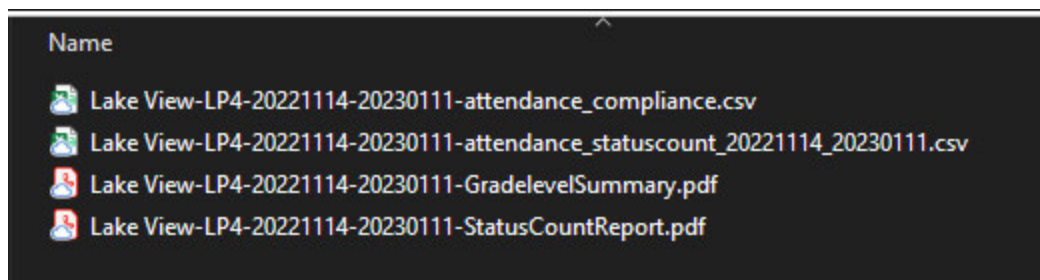 Name
Lake View-LP4-20221114-20230111-attendance_compliance.csv
Lake View-LP4-20221114-20230111-attendance_statuscount_20221114_20230111.csv
Lake View-LP4-20221114-20230111-GradelevelSummary.pdf
Lake View-LP4-20221114-20230111-StatusCountReport.pdf